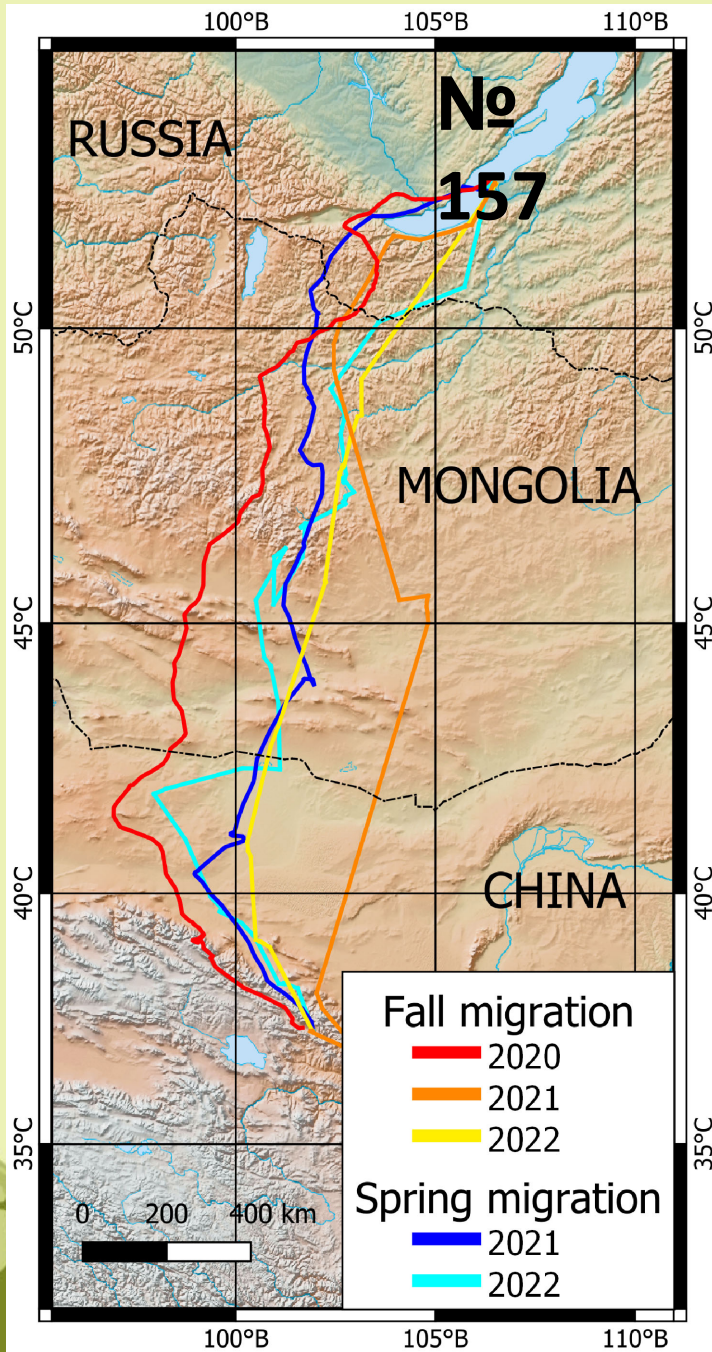 100°В 105°В 110°В
№
157
RUSSIA
50°С 50°С
MONGOLIA
45°С 45°С
CHINA
40°С 40°С
Fall migration
2020
2021
2022
35°С 35°С
Spring migration
2021
2022
0 200 400 km
100°В 105°В 110°В